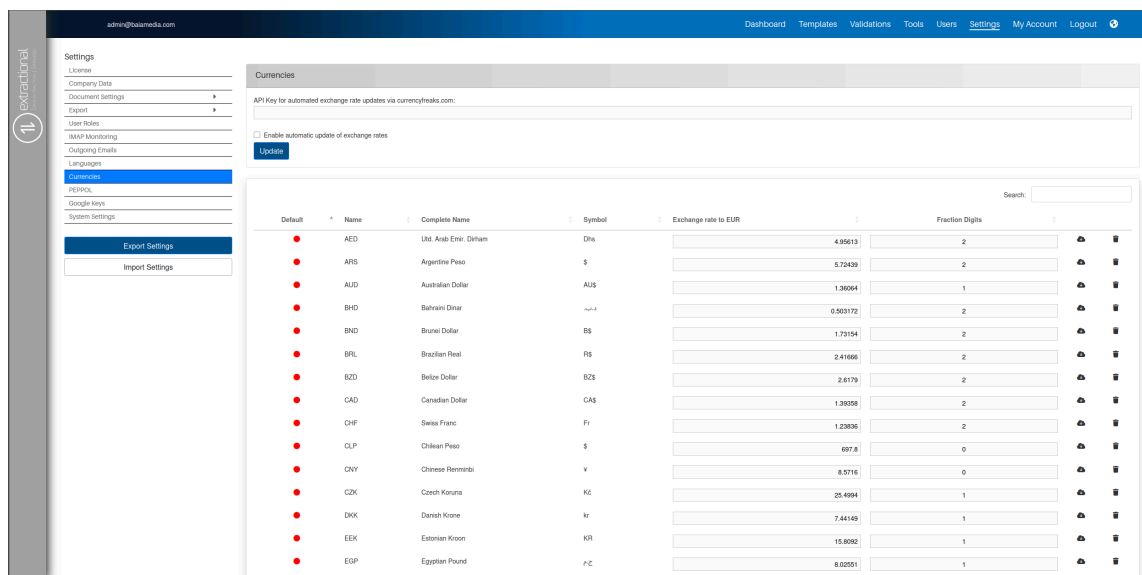 admin@baiamedia.com
Dashboard Templates Validations Tools Users Settings My Account Logout
extractional
Settings
License
Company Data
Document Settings
Export
User Roles
IMAP Monitoring
Outgoing Emails
Languages
Currencies
PEPPOL
Google Keys
System Settings
Export Settings
Import Settings
Currencies
API Key for automated exchange rate updates via currencyfreaks.com:
Enable automatic update of exchange rates
Update
Search:
Default Name Complete Name Symbol Exchange rate to EUR Fraction Digits
AED Utd. Arab Emir. Dirham Dhs 4.95613 2
ARS Argentine Peso $ 5.72439 2
AUD Australian Dollar AU$ 1.36064 1
BHD Bahraini Dinar 0.503172 2
BND Brunei Dollar B$ 1.73154 2
BRL Brazilian Real R$ 2.41666 2
BZD Belize Dollar BZ$ 2.6179 2
CAD Canadian Dollar CA$ 1.39358 2
CHF Swiss Franc Fr 1.23836 2
CLP Chilean Peso $ 697.8 0
CNY Chinese Renminbi ¥ 8.5716 0
CZK Czech Koruna Kč 25.4994 1
DKK Danish Krone kr 7.44149 1
EEK Estonian Kroon KR 15.8092 1
EGP Egyptian Pound 8.02551 1